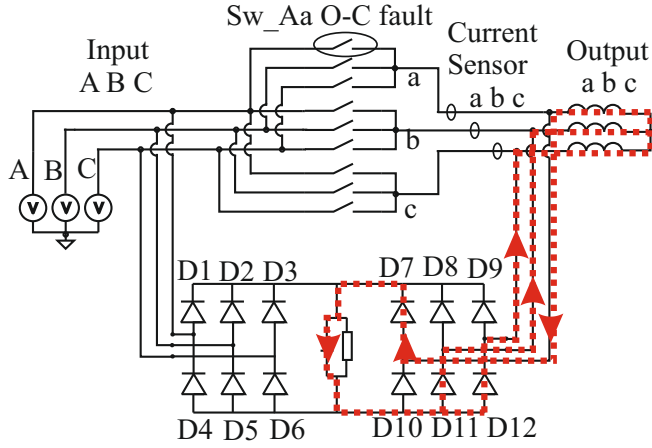 Sw_Aa O-C fault
Input
A B C
Current
Sensor
a b c
Output
a b c
a
b
c
A B C
V V V
D1 D2 D3
D7 D8 D9
D4 D5 D6
D10 D11 D12